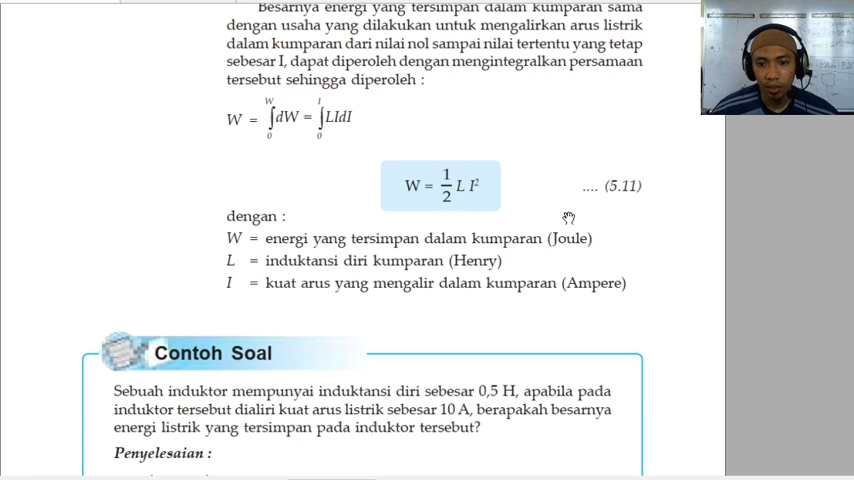 Besarnya energi yang tersimpan dalam kumparan sama
dengan usaha yang dilakukan untuk mengalirkan arus listrik
dalam kumparan dari nilai nol sampai nilai tertentu yang tetap
sebesar I, dapat diperoleh dengan mengintegralkan persamaan
tersebut sehingga diperoleh :
W = ∫₀ᵂ dW = ∫₀ᴵ LIdI
W = 1/2 L I² .... (5.11)
dengan :
W = energi yang tersimpan dalam kumparan (Joule)
L = induktansi diri kumparan (Henry)
I = kuat arus yang mengalir dalam kumparan (Ampere)
Contoh Soal
Sebuah induktor mempunyai induktansi diri sebesar 0,5 H, apabila pada
induktor tersebut dialiri kuat arus listrik sebesar 10 A, berapakah besarnya
energi listrik yang tersimpan pada induktor tersebut?
Penyelesaian :